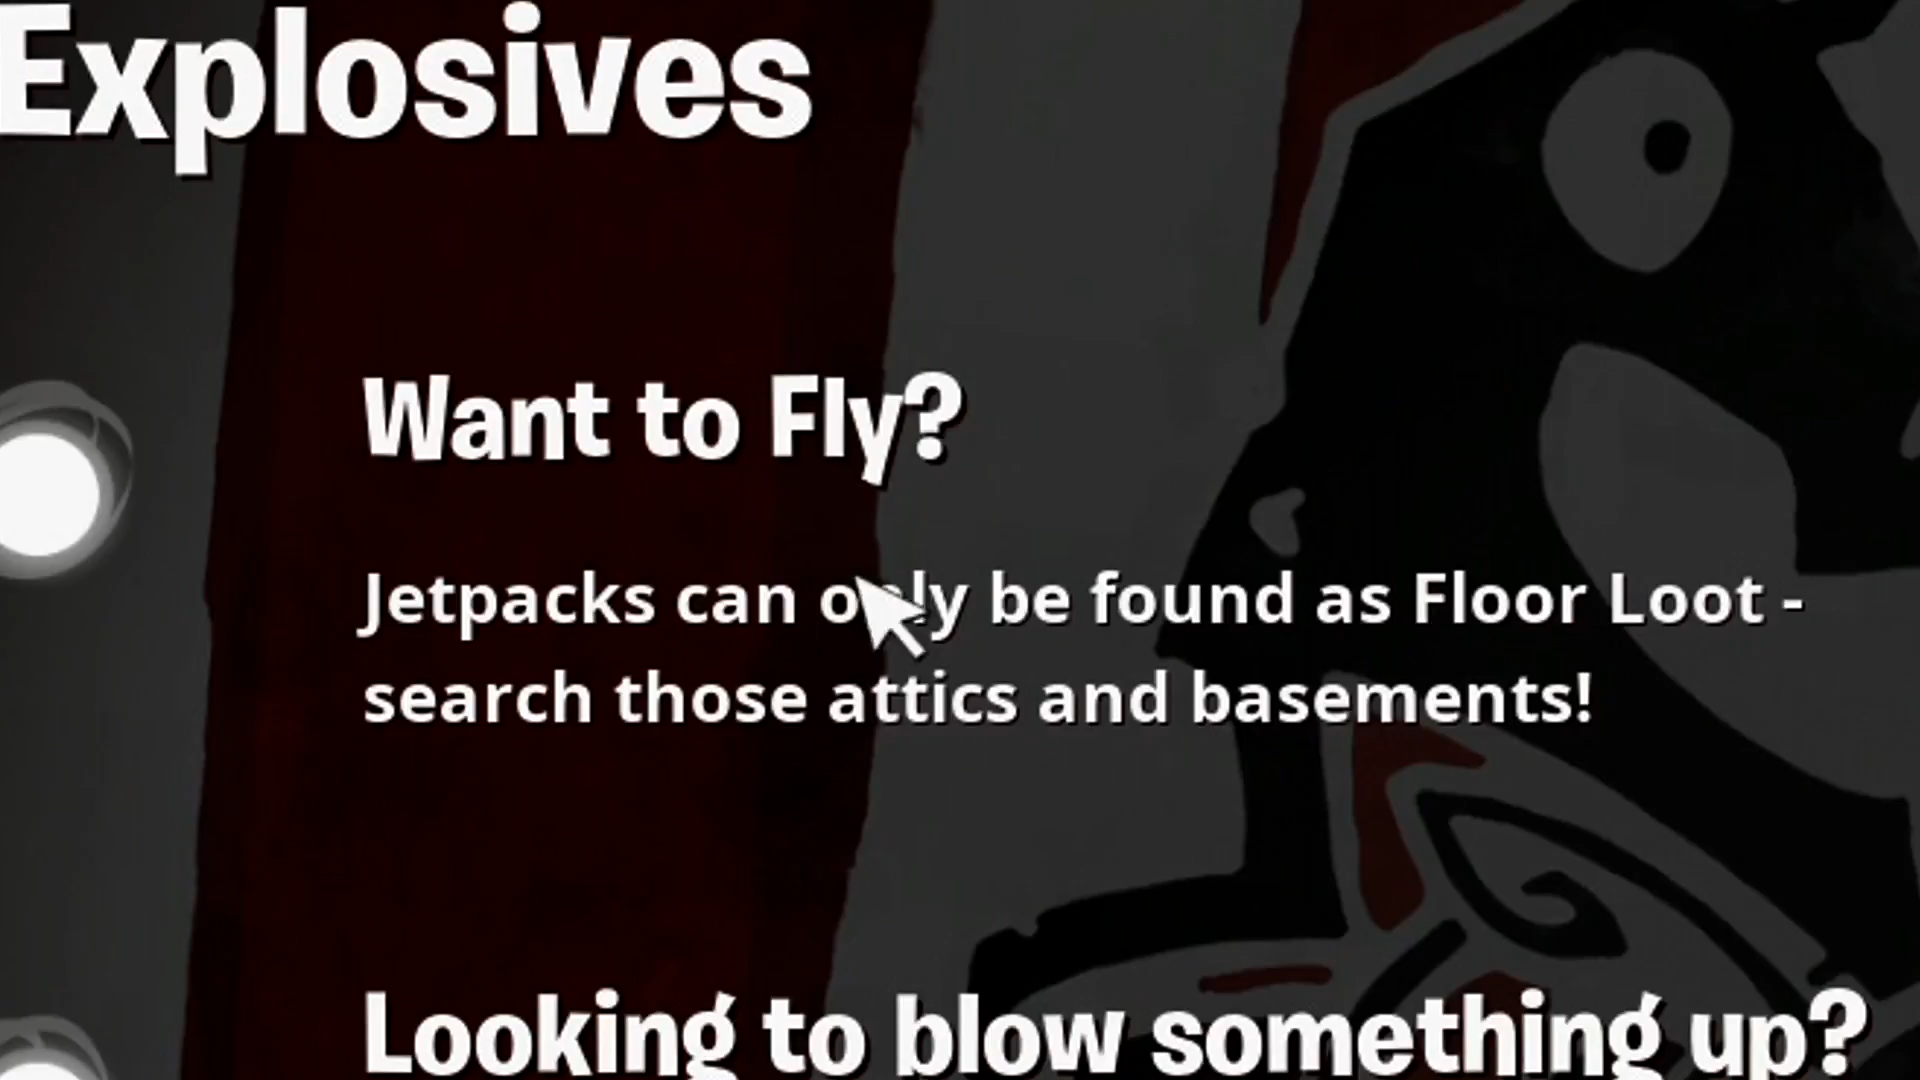 Explosives
Want to Fly?
Jetpacks can only be found as Floor Loot -
search those attics and basements!
Looking to blow something up?